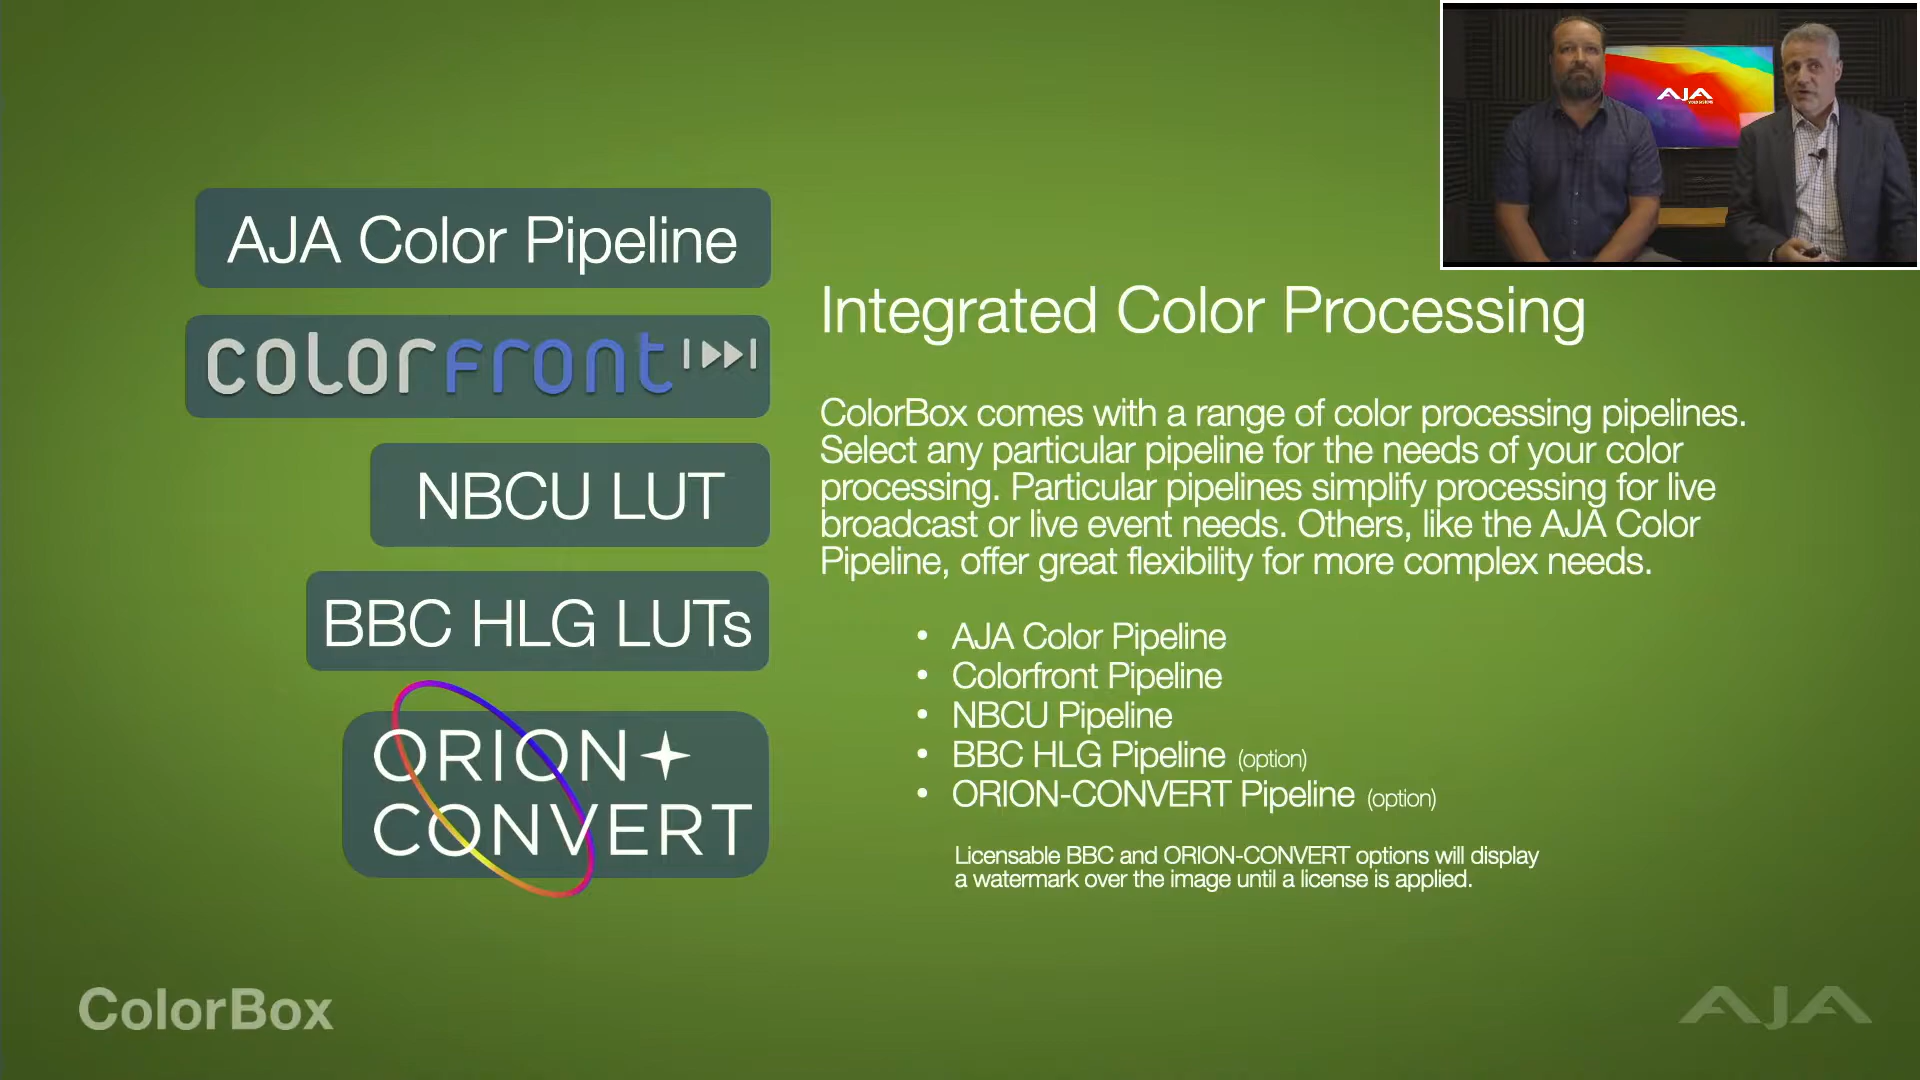 AJA Color Pipeline
colorfront
NBCU LUT
BBC HLG LUTs
ORION
CONVERT
AJA
Integrated Color Processing
ColorBox comes with a range of color processing pipelines.
Select any particular pipeline for the needs of your color
processing. Particular pipelines simplify processing for live
broadcast or live event needs. Others, like the AJA Color
Pipeline, offer great flexibility for more complex needs.
• AJA Color Pipeline
• Colorfront Pipeline
• NBCU Pipeline
• BBC HLG Pipeline (option)
• ORION-CONVERT Pipeline (option)
Licensable BBC and ORION-CONVERT options will display
a watermark over the image until a license is applied.
ColorBox
AJA